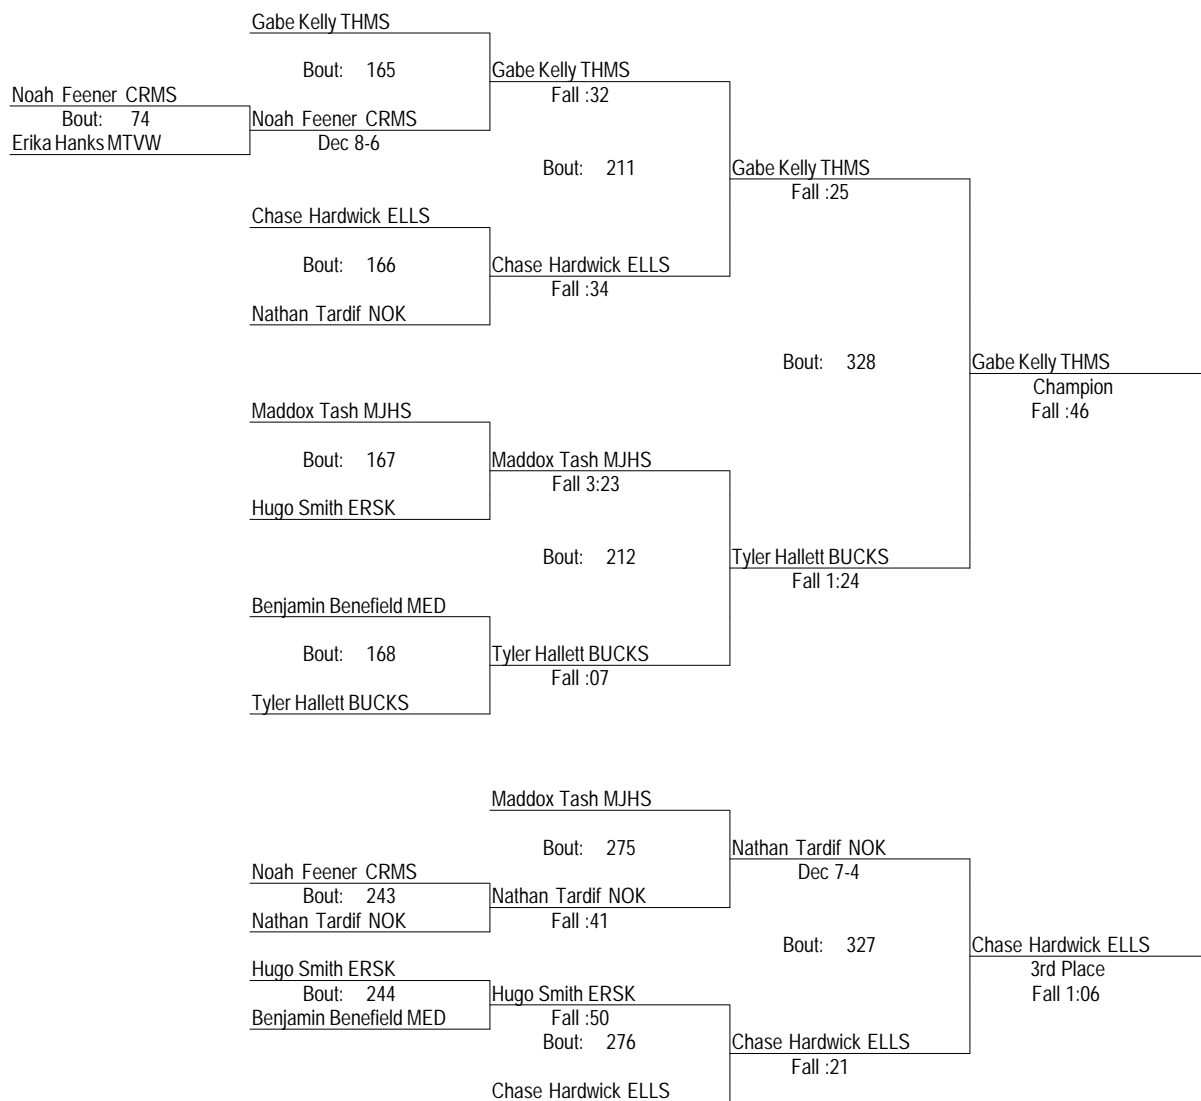 Gabe Kelly THMS
Bout: 165
Gabe Kelly THMS
Fall :32
Noah Feener CRMS
Bout: 74
Erika Hanks MTVW
Noah Feener CRMS
Dec 8-6
Bout: 211
Gabe Kelly THMS
Fall :25
Chase Hardwick ELLS
Bout: 166
Chase Hardwick ELLS
Fall :34
Nathan Tardif NOK
Bout: 328
Gabe Kelly THMS
Champion
Fall :46
Maddox Tash MJHS
Bout: 167
Maddox Tash MJHS
Fall 3:23
Hugo Smith ERSK
Bout: 212
Tyler Hallett BUCKS
Fall 1:24
Benjamin Benefield MED
Bout: 168
Tyler Hallett BUCKS
Fall :07
Tyler Hallett BUCKS
Maddox Tash MJHS
Bout: 275
Nathan Tardif NOK
Dec 7-4
Noah Feener CRMS
Bout: 243
Nathan Tardif NOK
Nathan Tardif NOK
Fall :41
Bout: 327
Chase Hardwick ELLS
3rd Place
Fall 1:06
Hugo Smith ERSK
Bout: 244
Benjamin Benefield MED
Hugo Smith ERSK
Fall :50
Bout: 276
Chase Hardwick ELLS
Fall :21
Chase Hardwick ELLS